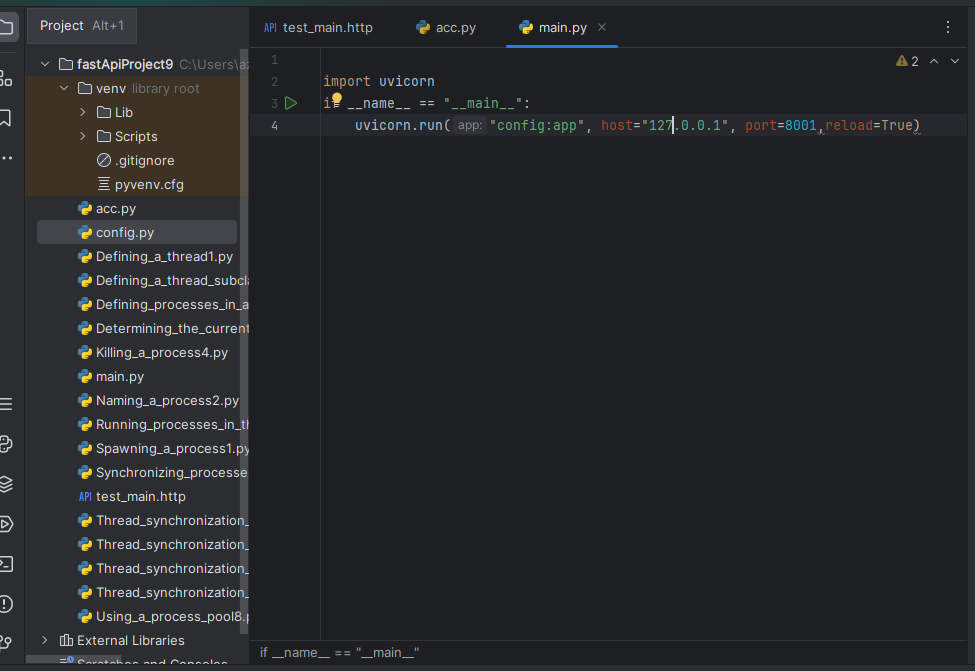 Project Alt+1
test_main.http
acc.py
main.py
fastApiProject9 C:\Users\a
venv library root
Lib
Scripts
.gitignore
pyvenv.cfg
acc.py
config.py
Defining_a_thread1.py
Defining_a_thread_subcl
Defining_processes_in_a
Determining_the_current
Killing_a_process4.py
main.py
Naming_a_process2.py
Running_processes_in_th
Spawning_a_process1.py
Synchronizing_processe
API test_main.http
Thread_synchronization_
Thread_synchronization_
Thread_synchronization_
Thread_synchronization_
Using_a_process_pool8.p
External Libraries
Scratches and Consoles
API
2
1
2 import uvicorn
3 if __name__ == "__main__":
4 uvicorn.run( app: "config:app", host="127.0.0.1", port=8001,reload=True)
if __name__ == "__main__"